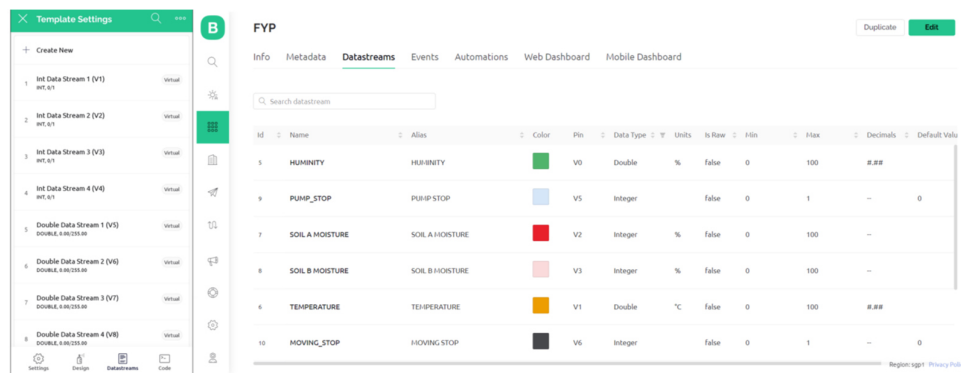 Template Settings
Create New
1 Int Data Stream 1 (V1) Virtual
INT, 0/1
2 Int Data Stream 2 (V2) Virtual
INT, 0/1
3 Int Data Stream 3 (V3) Virtual
INT, 0/1
4 Int Data Stream 4 (V4) Virtual
INT, 0/1
5 Double Data Stream 1 (V5) Virtual
DOUBLE, 0.00/255.00
6 Double Data Stream 2 (V6) Virtual
DOUBLE, 0.00/255.00
7 Double Data Stream 3 (V7) Virtual
DOUBLE, 0.00/255.00
8 Double Data Stream 4 (V8) Virtual
DOUBLE, 0.00/255.00
Settings Design Datastreams Code
B
FYP
Duplicate Edit
Info Metadata Datastreams Events Automations Web Dashboard Mobile Dashboard
Search datastream
Id Name Alias Color Pin Data Type Units Is Raw Min Max Decimals Default Valu
5 HUMINITY HUMINITY V0 Double % false 0 100 #.##
9 PUMP_STOP PUMP STOP V5 Integer false 0 1 -- 0
7 SOIL A MOISTURE SOIL A MOISTURE V2 Integer % false 0 100 --
8 SOIL B MOISTURE SOIL B MOISTURE V3 Integer % false 0 100 --
6 TEMPERATURE TEMPERATURE V1 Double °C false 0 100 #.##
10 MOVING_STOP MOVING STOP V6 Integer false 0 1 -- 0
Region: sgp1 Privacy Poli